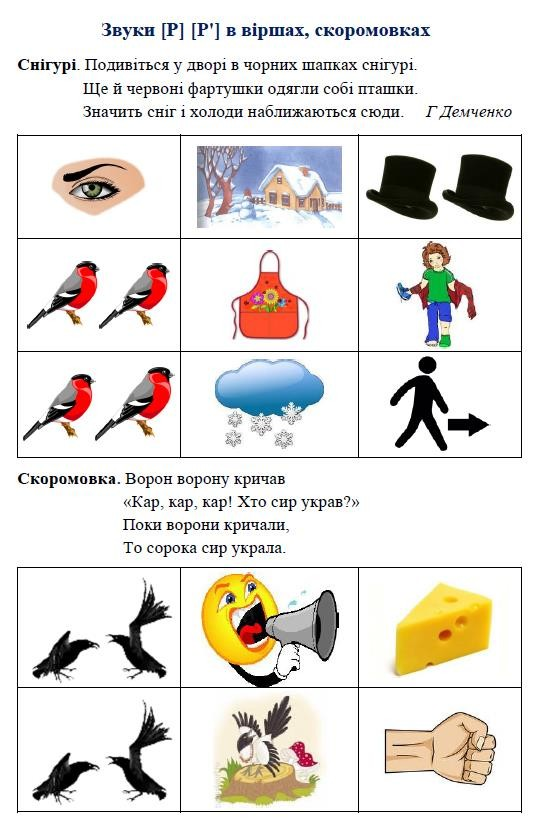 Звуки [Р] [Р'] в віршах, скоромовках
Снігурі. Подивіться у дворі в чорних шапках снігурі.
Ще й червоні фартушки одягли собі пташки.
Значить сніг і холоди наближаються сюди. Г Демченко
Скоромовка. Ворон ворону кричав
«Кар, кар, кар! Хто сир украв?»
Поки ворони кричали,
То сорока сир украла.